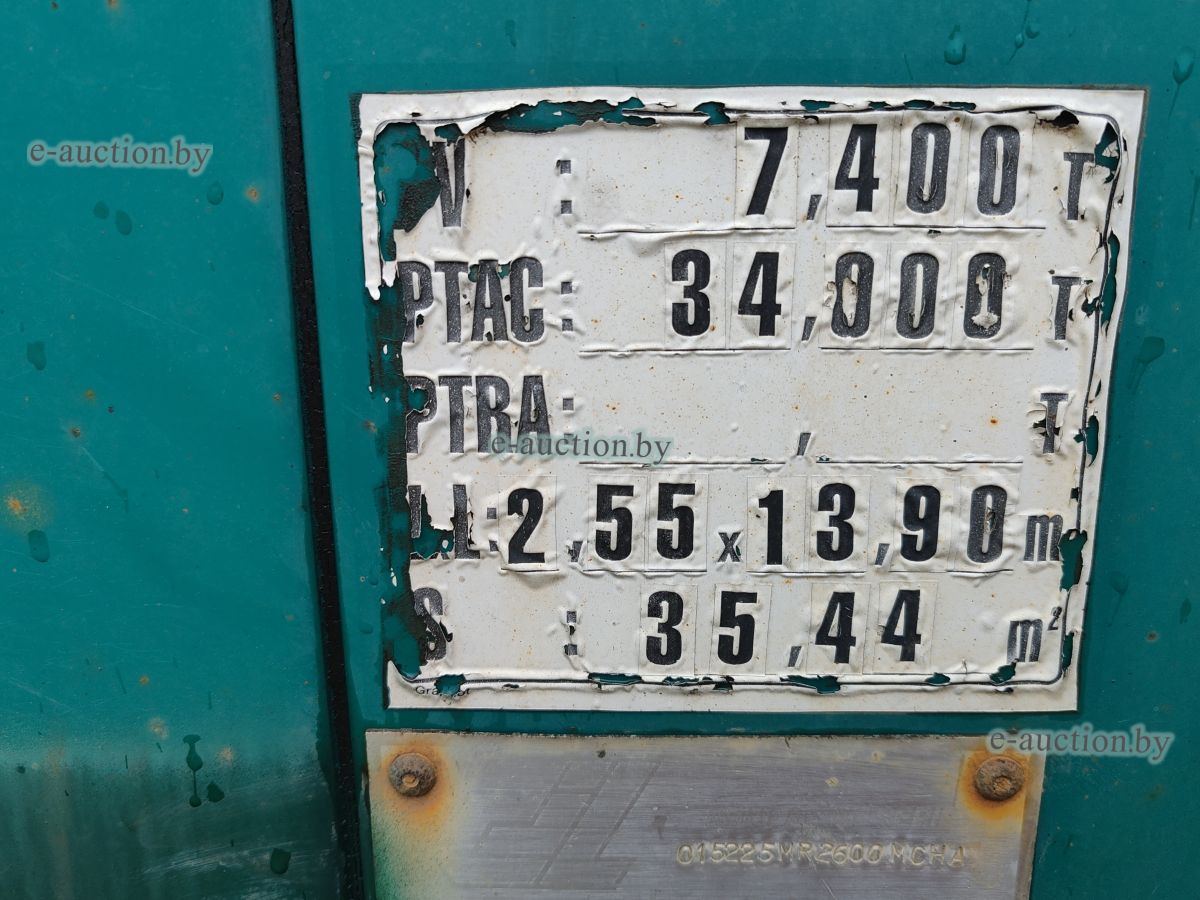 e-auction.by
V : 7,400 T
PTAC : 34,000 T
PTRA : , T
e-auction.by
L : 2,55 x 13,90 m
S : 35,44 m²
e-auction.by
015225MR2600MCHA